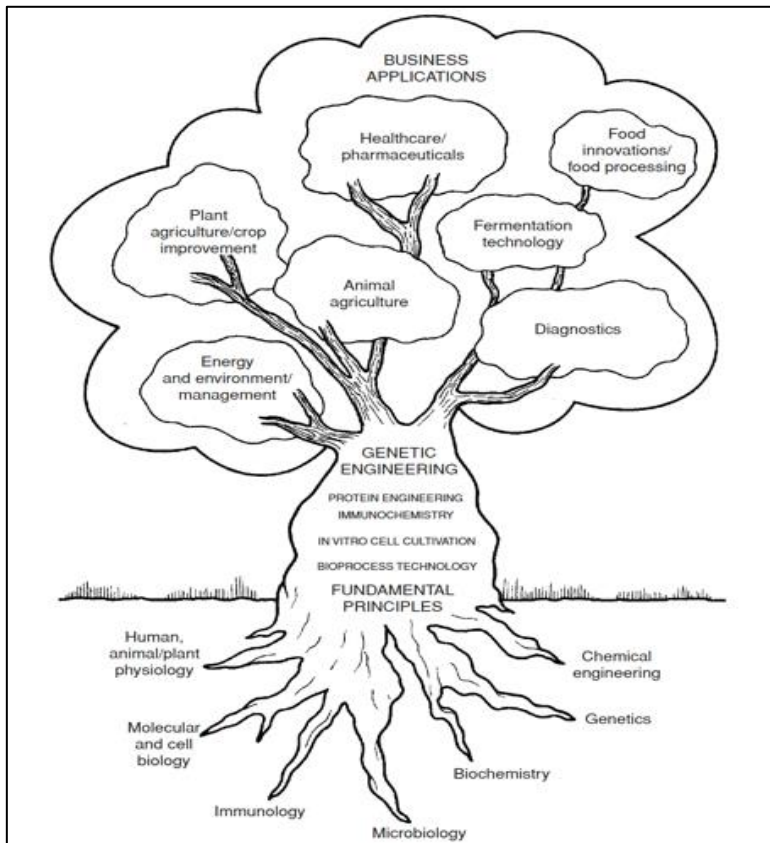 BUSINESS
APPLICATIONS
Healthcare/
pharmaceuticals
Food
innovations/
food processing
Plant
agriculture/crop
improvement
Fermentation
technology
Animal
agriculture
Diagnostics
Energy
and environment/
management
GENETIC
ENGINEERING
PROTEIN ENGINEERING
IMMUNOCHEMISTRY
IN VITRO CELL CULTIVATION
BIOPROCESS TECHNOLOGY
FUNDAMENTAL
PRINCIPLES
Human,
animal/plant
physiology
Chemical
engineering
Molecular
and cell
biology
Genetics
Biochemistry
Immunology
Microbiology